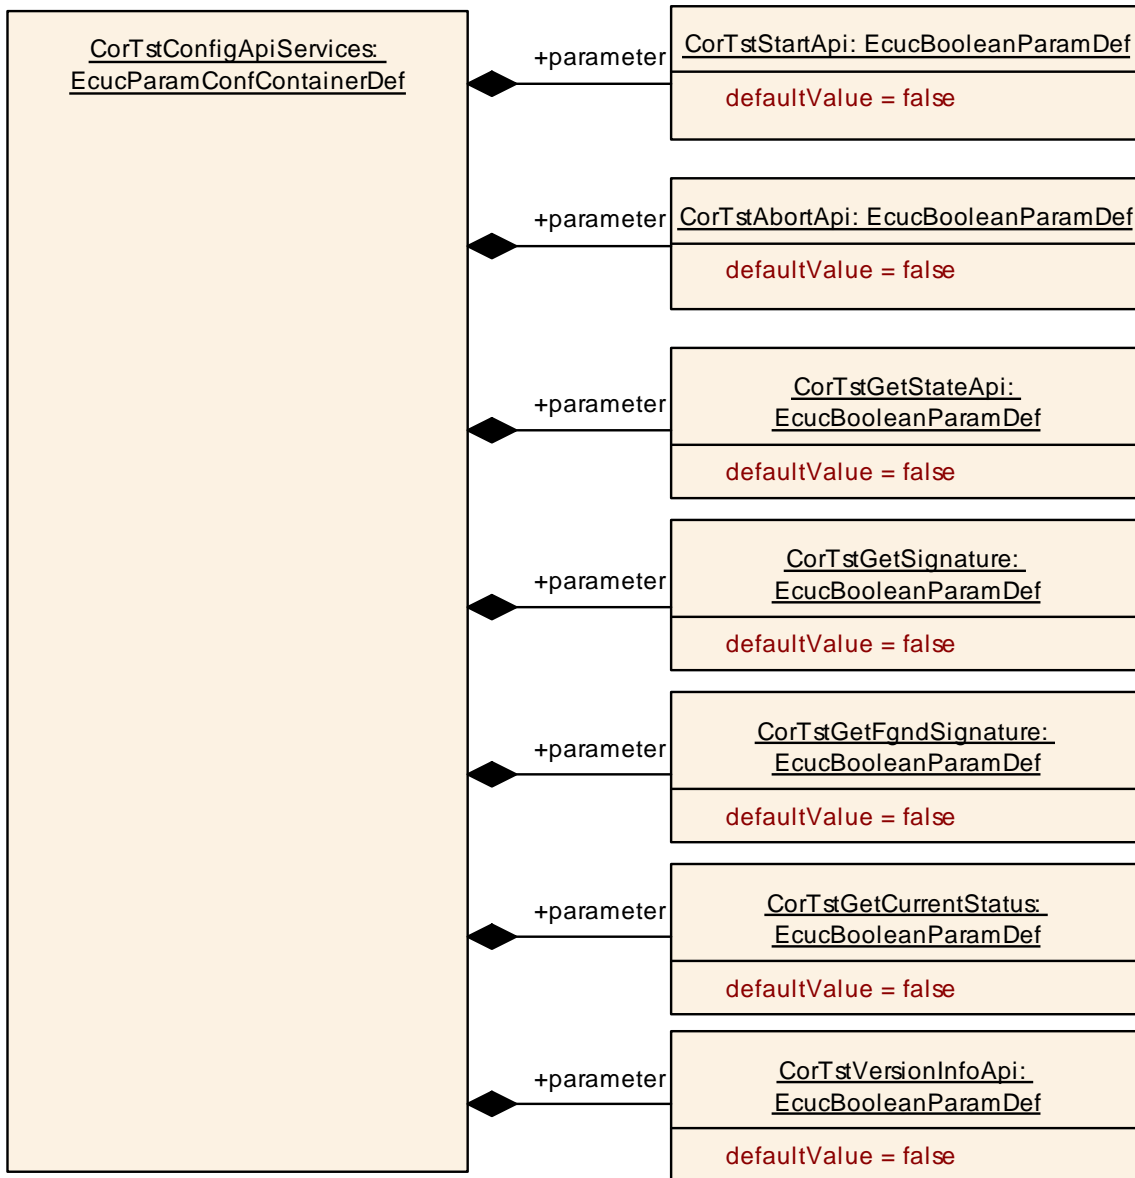 CorTstConfigApiServices:
EcucParamConfContainerDef
+parameter
CorTstStartApi: EcucBooleanParamDef
defaultValue = false
+parameter
CorTstAbortApi: EcucBooleanParamDef
defaultValue = false
+parameter
CorTstGetStateApi:
EcucBooleanParamDef
defaultValue = false
+parameter
CorTstGetSignature:
EcucBooleanParamDef
defaultValue = false
+parameter
CorTstGetFgndSignature:
EcucBooleanParamDef
defaultValue = false
+parameter
CorTstGetCurrentStatus:
EcucBooleanParamDef
defaultValue = false
+parameter
CorTstVersionInfoApi:
EcucBooleanParamDef
defaultValue = false